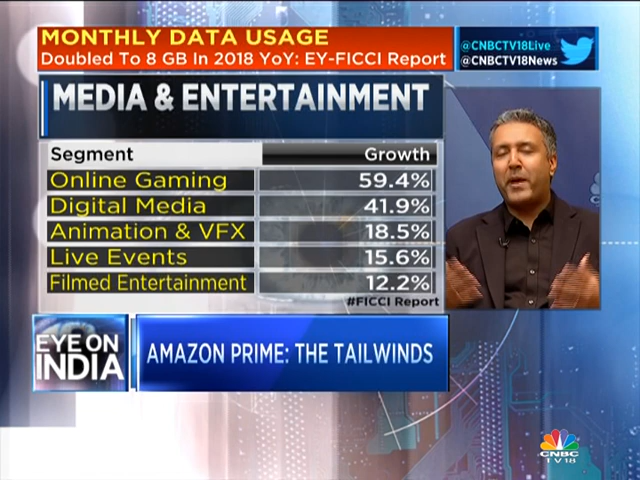 MONTHLY DATA USAGE
Doubled To 8 GB In 2018 YoY: EY-FICCI Report
@CNBCTV18Live
@CNBCTV18News
MEDIA & ENTERTAINMENT
Segment Growth
Online Gaming 59.4%
Digital Media 41.9%
Animation & VFX 18.5%
Live Events 15.6%
Filmed Entertainment 12.2%
#FICCI Report
EYE ON
INDIA
AMAZON PRIME: THE TAILWINDS
CNBC
TV18